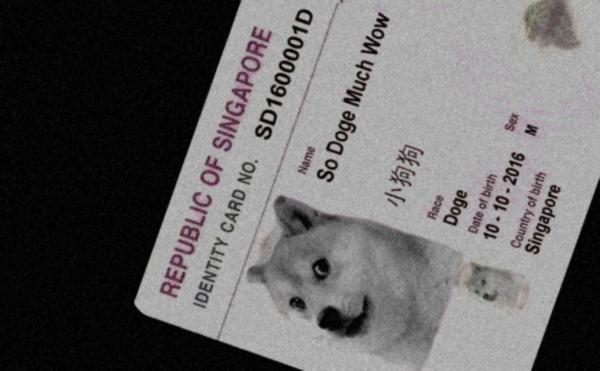 REPUBLIC OF SINGAPORE
IDENTITY CARD NO. SD1600001D
Name
So Doge Much Wow
小狗狗
Race
Doge
Date of birth Sex
10 - 10 - 2016 M
Country of birth
Singapore